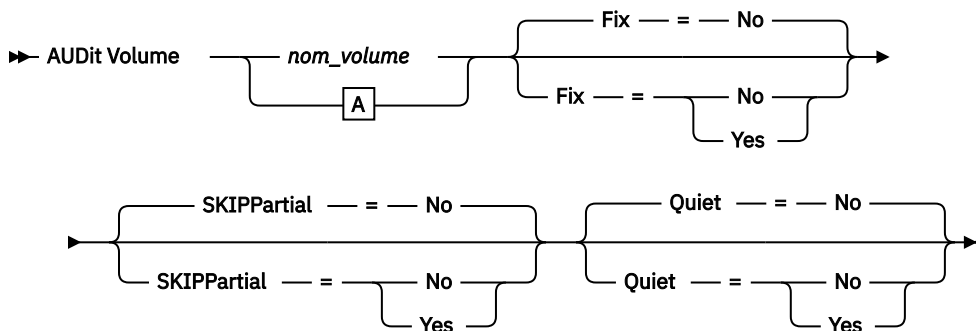 Fix = No
AUDit Volume nom_volume
A
Fix = No
Yes
SKIPPartial = No Quiet = No
SKIPPartial = No Quiet = No
Yes Yes